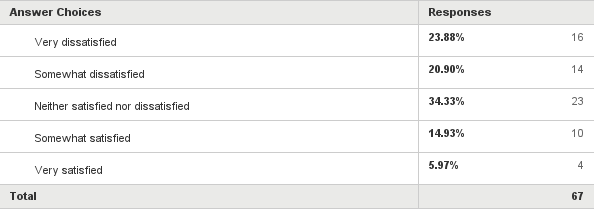 Answer Choices Responses
Very dissatisfied 23.88% 16
Somewhat dissatisfied 20.90% 14
Neither satisfied nor dissatisfied 34.33% 23
Somewhat satisfied 14.93% 10
Very satisfied 5.97% 4
Total 67